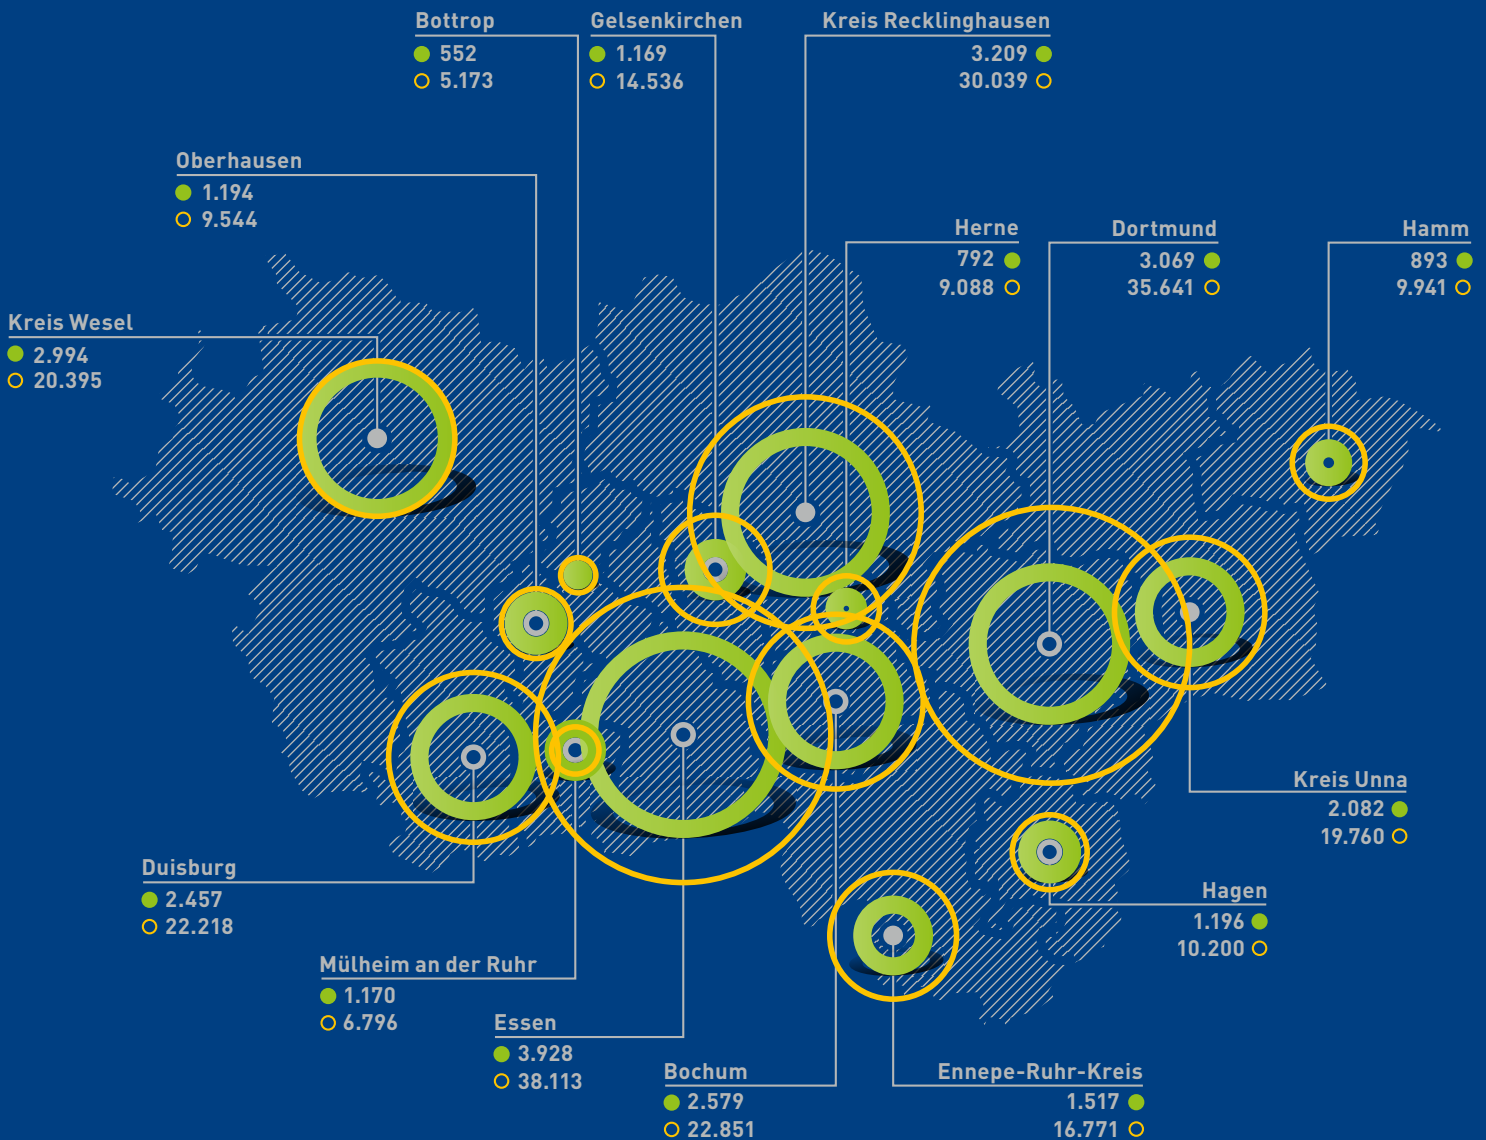 Bottrop
552
5.173
Gelsenkirchen
1.169
14.536
Kreis Recklinghausen
3.209
30.039
Oberhausen
1.194
9.544
Herne
792
9.088
Dortmund
3.069
35.641
Hamm
893
9.941
Kreis Wesel
2.994
20.395
Kreis Unna
2.082
19.760
Duisburg
2.457
22.218
Hagen
1.196
10.200
Mülheim an der Ruhr
1.170
6.796
Essen
3.928
38.113
Bochum
2.579
22.851
Ennepe-Ruhr-Kreis
1.517
16.771